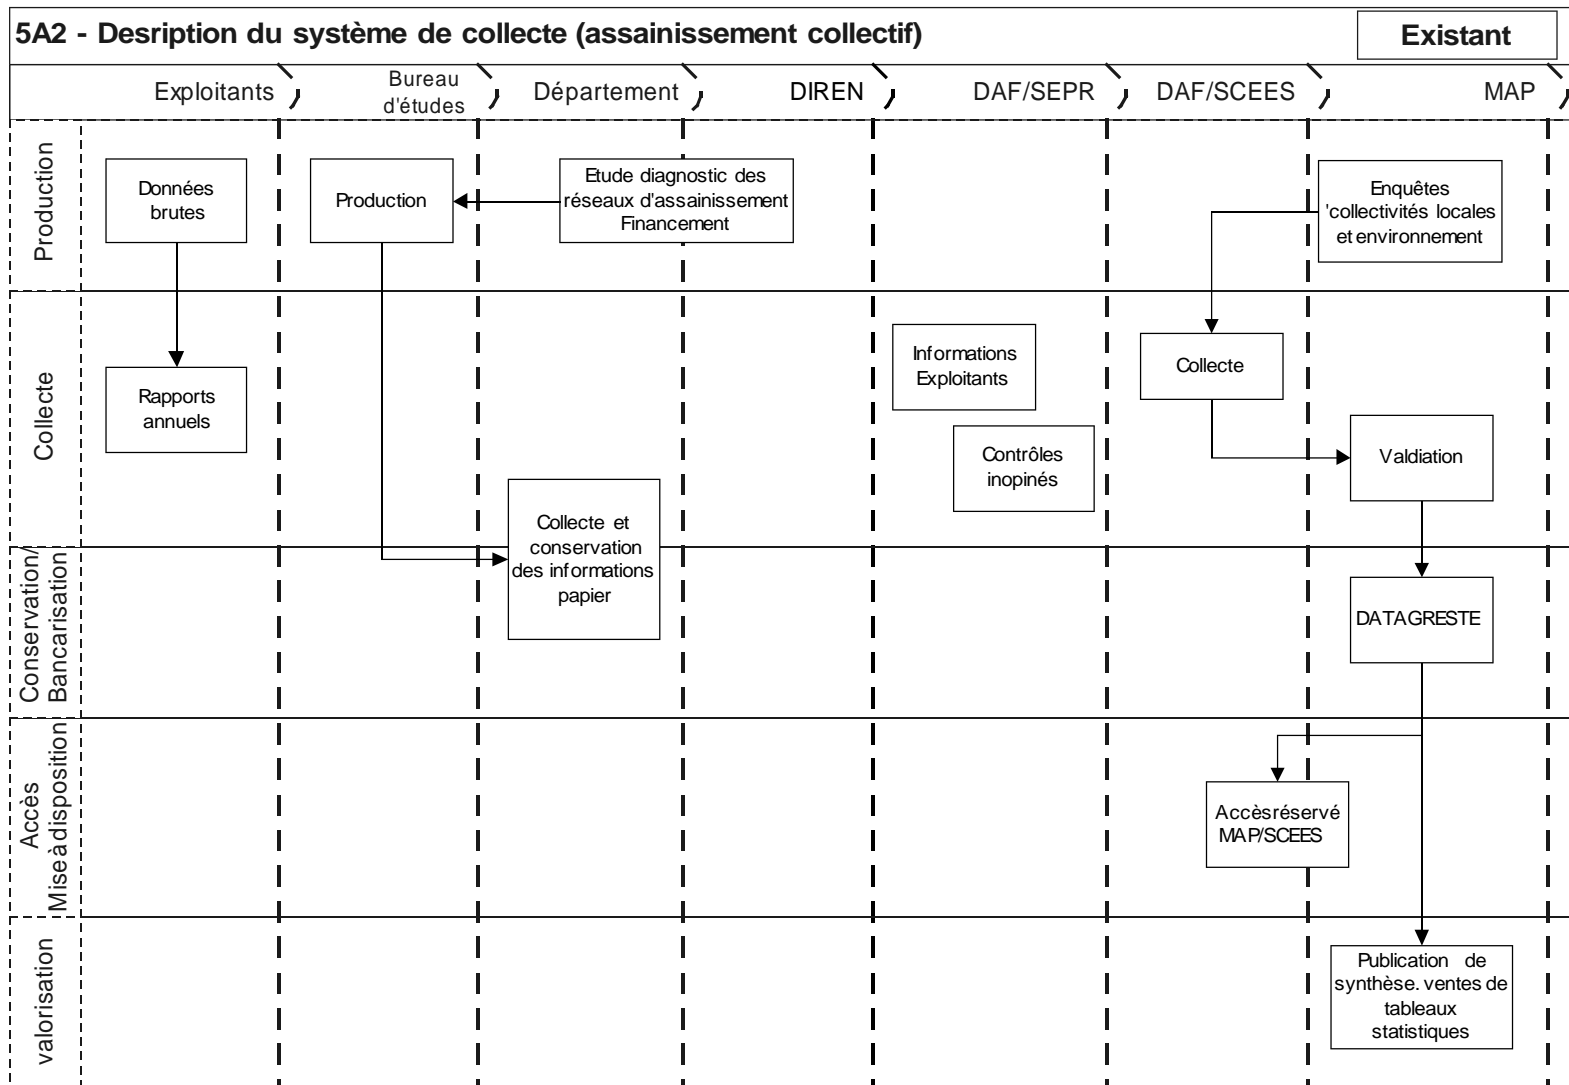 5A2 - Desription du système de collecte (assainissement collectif)
Existant
Exploitants
Bureau
d'études
Département
DIREN
DAF/SEPR
DAF/SCEES
MAP
Production
Données
brutes
Production
Etude diagnostic des
réseaux d'assainissement
Financement
Enquêtes
'collectivités locales
et environnement
Collecte
Rapports
annuels
Informations
Exploitants
Contrôles
inopinés
Collecte
Valdiation
Collecte et
conservation
des informations
papier
Conservation/
Bancarisation
DATAGRESTE
Accès
Mise à disposition
Accès réservé
MAP/SCEES
valorisation
Publication de
synthèse. ventes de
tableaux
statistiques